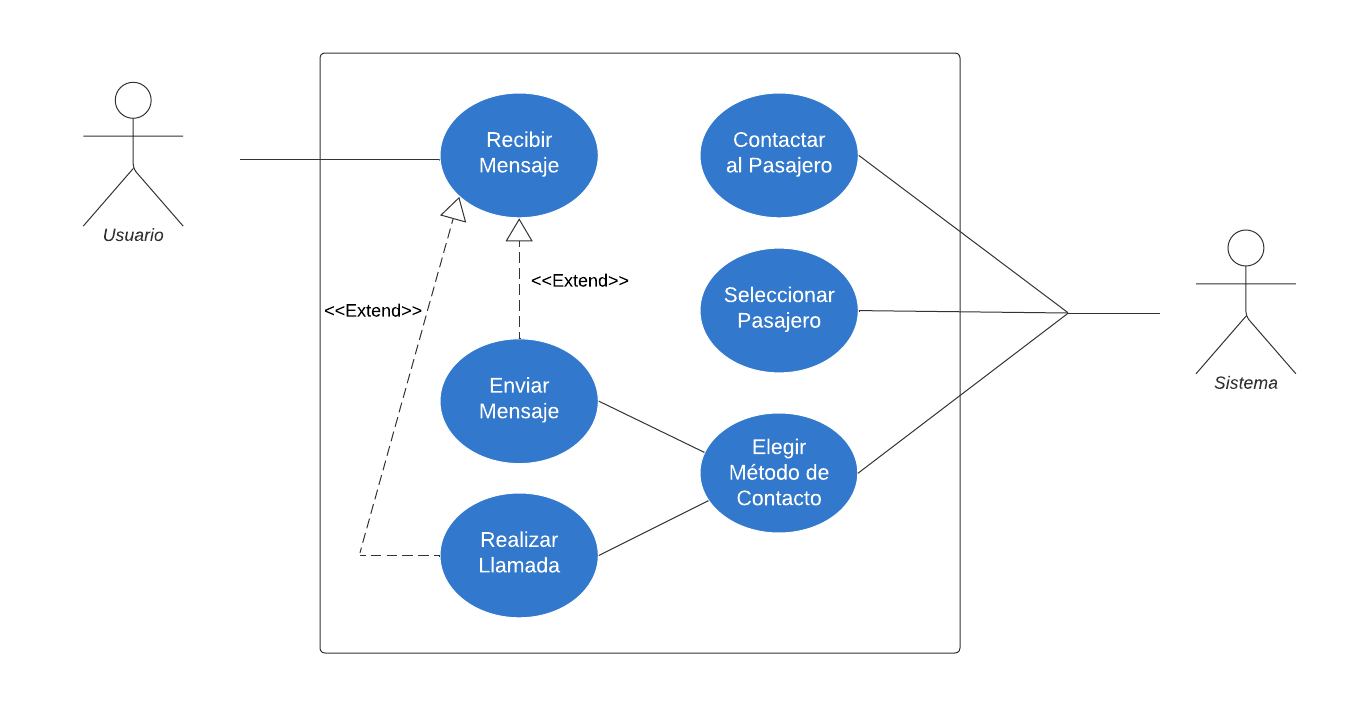 Usuario
Recibir
Mensaje
Contactar
al Pasajero
<<Extend>>
<<Extend>>
Seleccionar
Pasajero
Sistema
Enviar
Mensaje
Elegir
Método de
Contacto
Realizar
Llamada